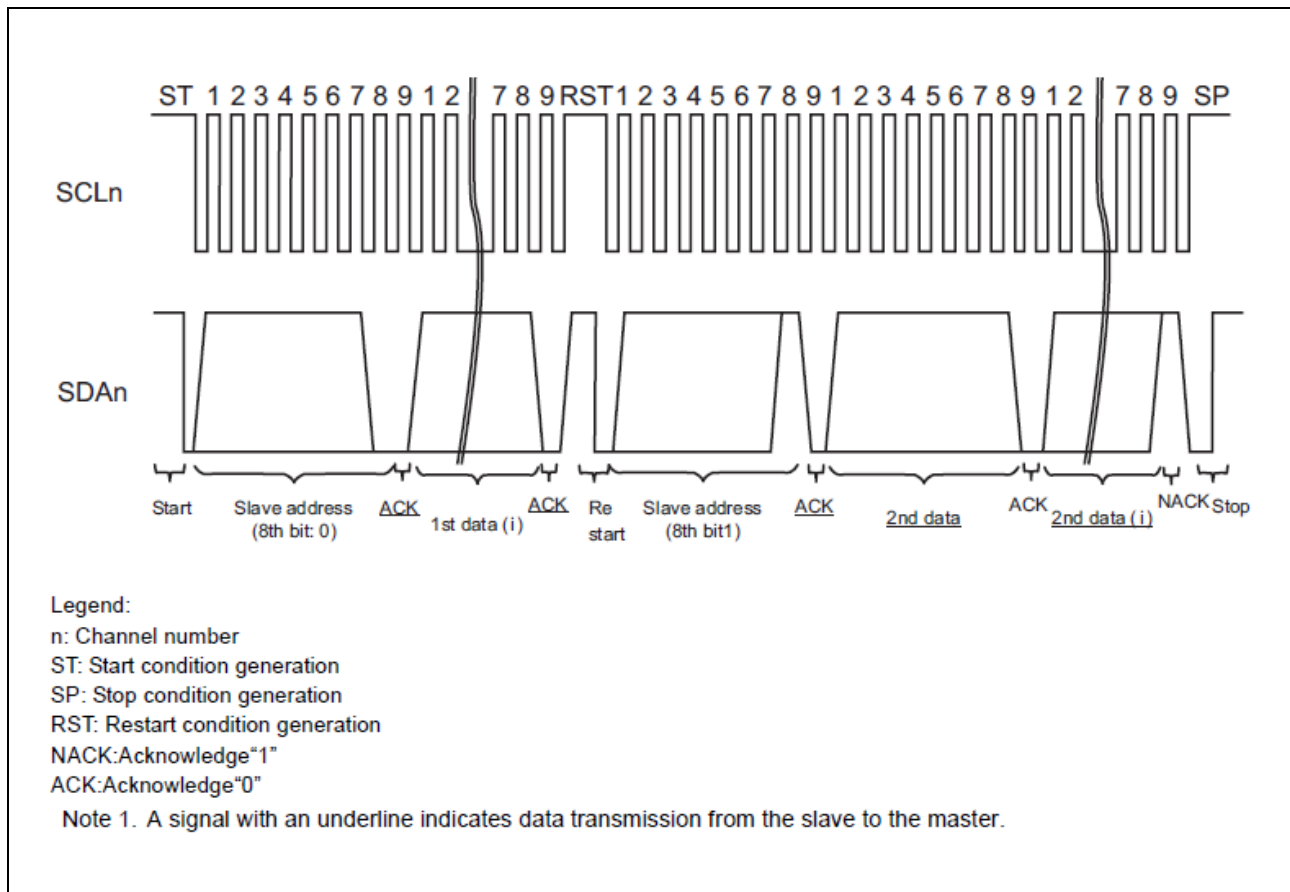 ST 1 2 3 4 5 6 7 8 9 1 2 7 8 9 RST 1 2 3 4 5 6 7 8 9 1 2 3 4 5 6 7 8 9 1 2 7 8 9 SP
SCLn
SDAn
Start
Slave address
(8th bit: 0)
ACK
1st data (i)
ACK
Re
start
Slave address
(8th bit1)
ACK
2nd data
ACK
2nd data (i)
NACK
Stop
Legend:
n: Channel number
ST: Start condition generation
SP: Stop condition generation
RST: Restart condition generation
NACK:Acknowledge“1”
ACK:Acknowledge“0”
Note 1. A signal with an underline indicates data transmission from the slave to the master.